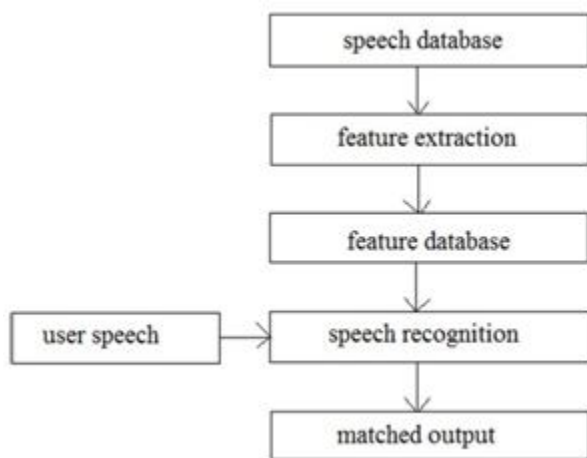 speech database
feature extraction
feature database
user speech
speech recognition
matched output